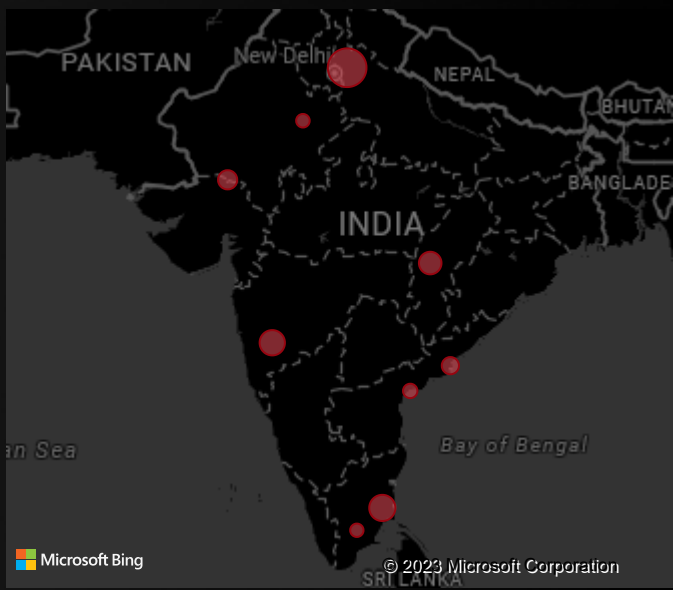 PAKISTAN
New Delhi
NEPAL
BHUTAN
BANGLADE
INDIA
an Sea
Bay of Bengal
Microsoft Bing
© 2023 Microsoft Corporation
SRI LANKA